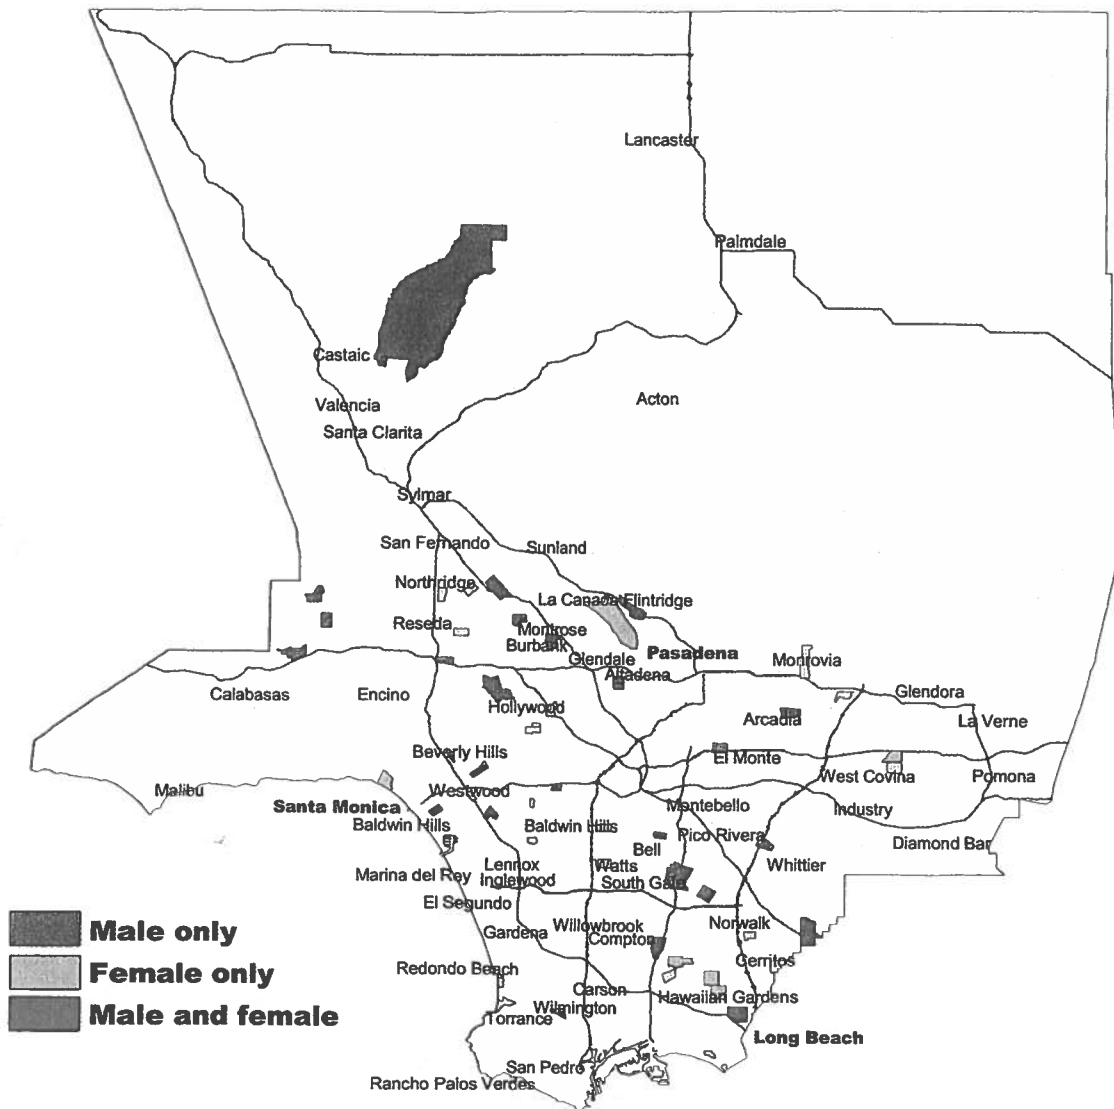 Lancaster
Palmdale
Castaic
Acton
Valencia
Santa Clarita
Sylmar
San Fernando
Sunland
Northridge
La Canada Flintridge
Reseda
Montrose
Burbank
Glendale
Pasadena
Monrovia
Altadena
Calabasas
Encino
Glendora
Hollywood
Arcadia
La Verne
Beverly Hills
El Monte
West Covina
Pomona
Malibu
Westwood
Santa Monica
Montebello
Industry
Baldwin Hills
Baldwin Hills
Pico Rivera
Diamond Bar
Bell
Lennox
Watts
Whittier
Marina del Rey
Inglewood
South Gate
El Segundo
Male only
Gardena
Willowbrook
Norwalk
Compton
Female only
Redondo Beach
Cerritos
Carson
Hawaiian Gardens
Male and female
Torrance
Wilmington
Long Beach
San Pedro
Rancho Palos Verdes